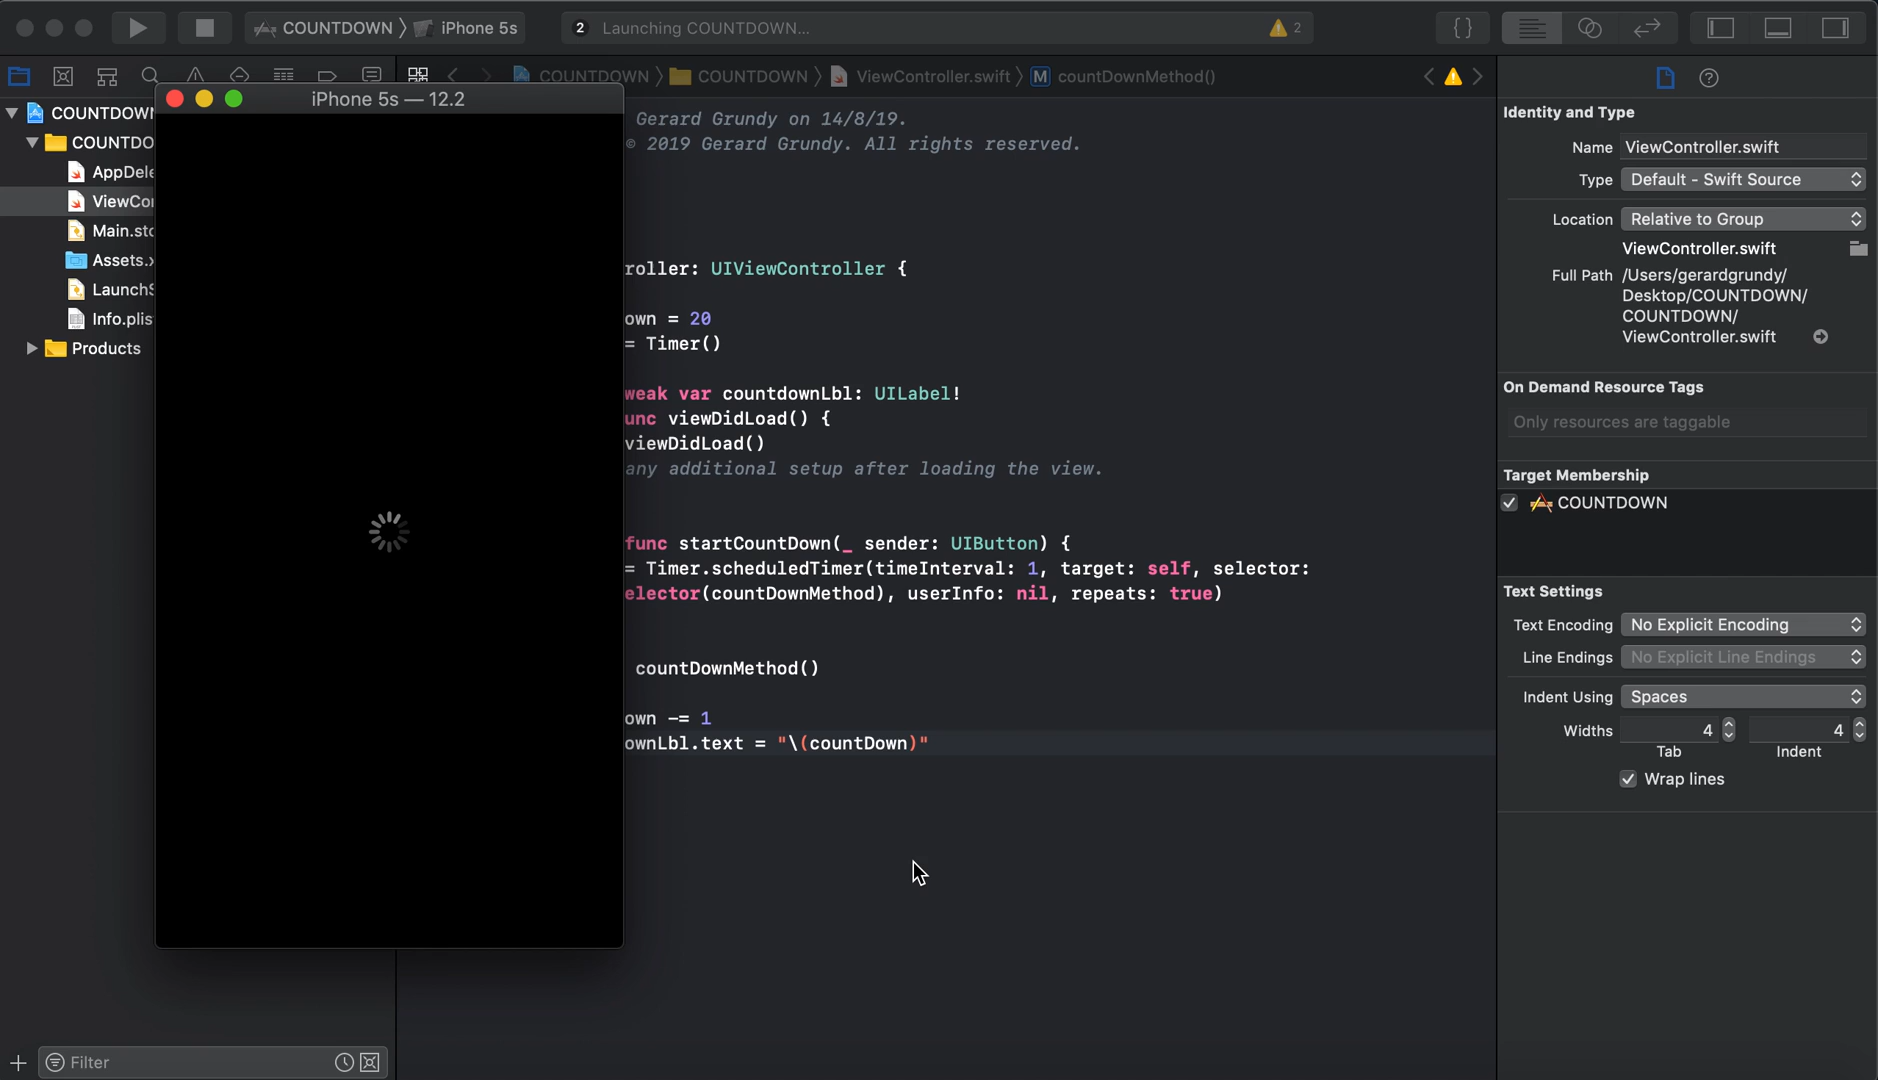 COUNTDOWN 〉 iPhone 5s
2 Launching COUNTDOWN... 2
{ }
COUNTDOWN 〉 COUNTDOWN 〉 ViewController.swift 〉 M countDownMethod()
iPhone 5s — 12.2
COUNTDOWN
COUNTDO
AppDele
ViewCon
Main.sto
Assets.x
LaunchS
Info.plis
Products
Gerard Grundy on 14/8/19.
© 2019 Gerard Grundy. All rights reserved.
roller: UIViewController {
own = 20
= Timer()
weak var countdownLbl: UILabel!
unc viewDidLoad() {
viewDidLoad()
any additional setup after loading the view.
func startCountDown(_ sender: UIButton) {
= Timer.scheduledTimer(timeInterval: 1, target: self, selector:
elector(countDownMethod), userInfo: nil, repeats: true)
countDownMethod()
own -= 1
ownLbl.text = "\(countDown)"
Filter
Identity and Type
Name ViewController.swift
Type Default - Swift Source
Location Relative to Group
ViewController.swift
Full Path /Users/gerardgrundy/
Desktop/COUNTDOWN/
COUNTDOWN/
ViewController.swift
On Demand Resource Tags
Only resources are taggable
Target Membership
COUNTDOWN
Text Settings
Text Encoding No Explicit Encoding
Line Endings No Explicit Line Endings
Indent Using Spaces
Widths 4 4
Tab Indent
Wrap lines